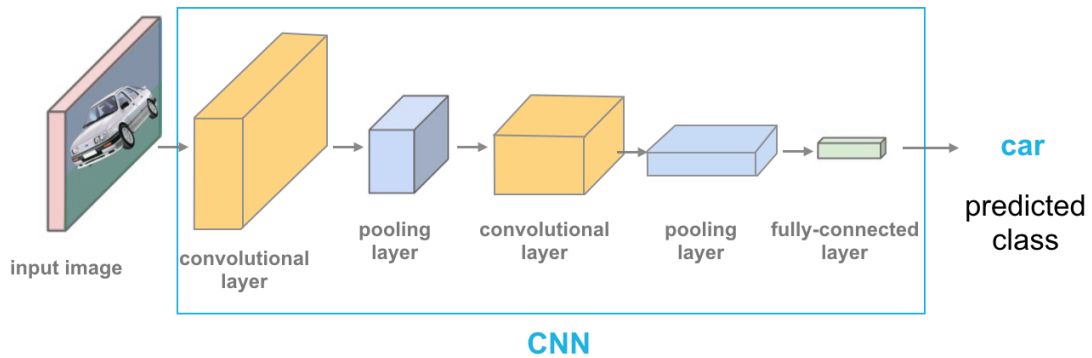 input image
convolutional
layer
pooling
layer
convolutional
layer
pooling
layer
fully-connected
layer
car
predicted
class
CNN